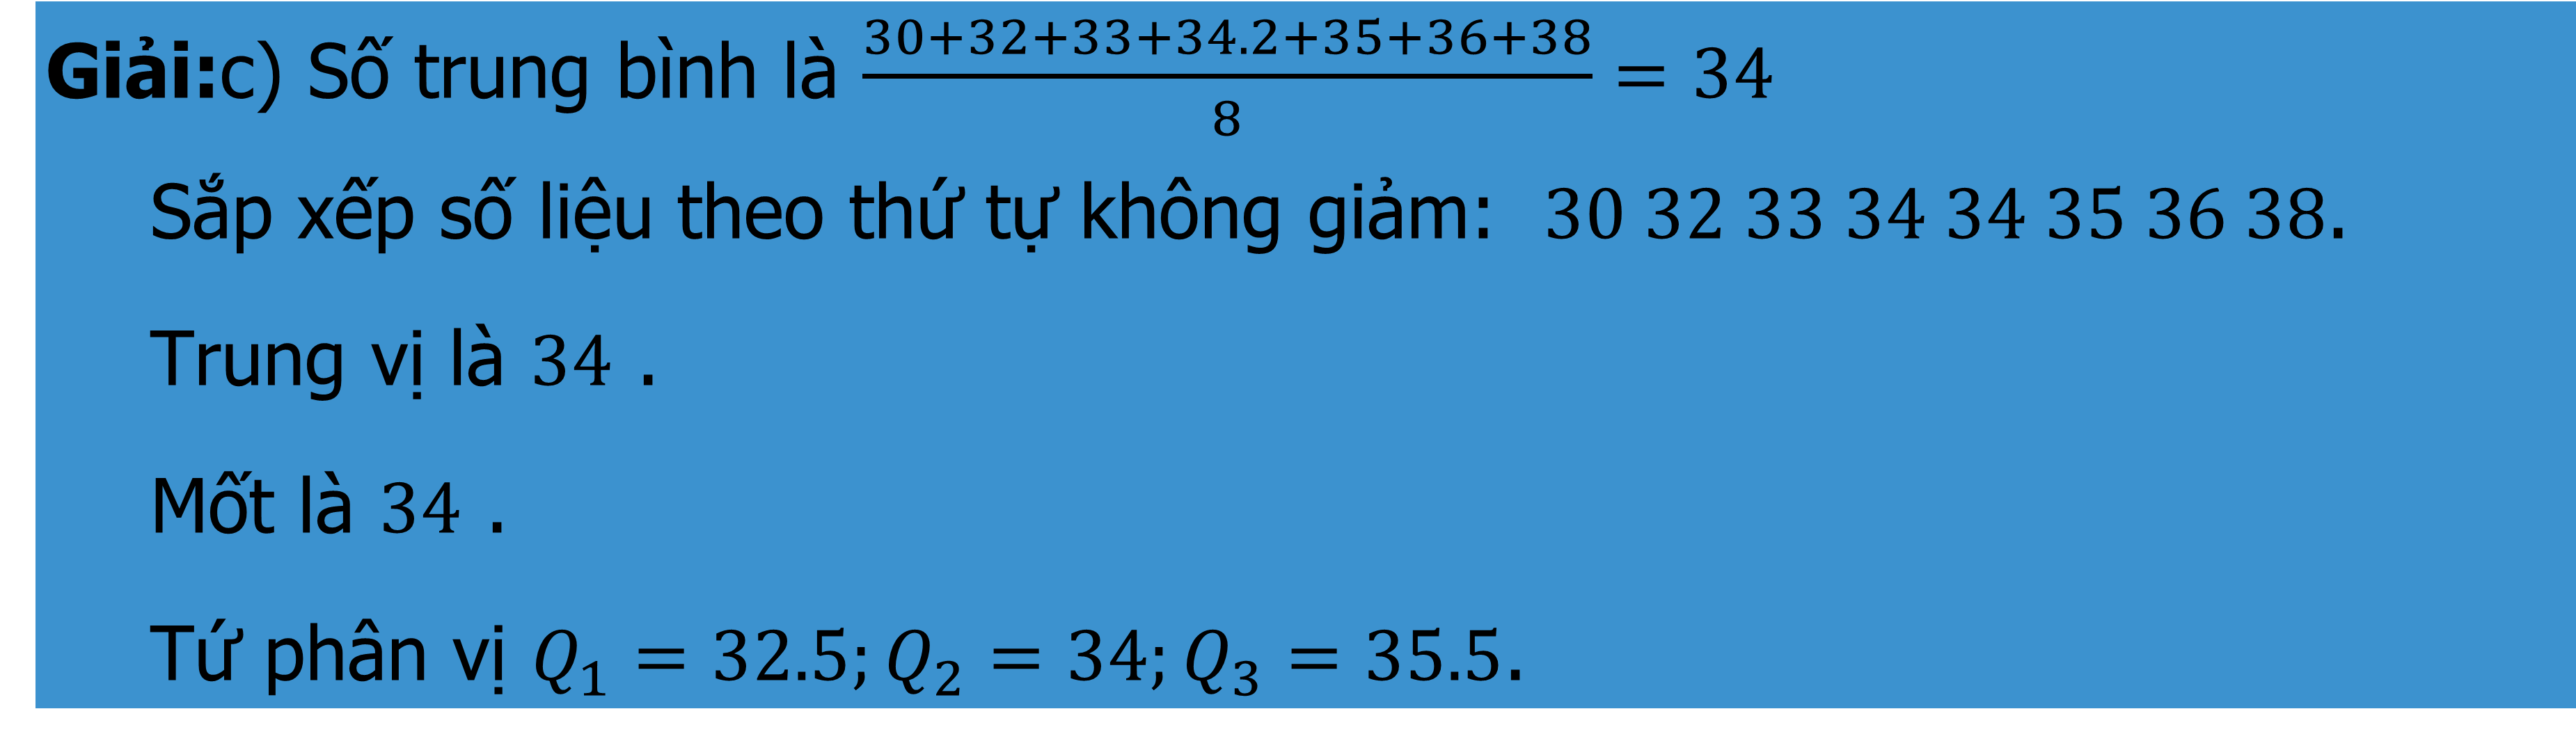 Giải:c) Số trung bình là \frac{30+32+33+34.2+35+36+38}{8} = 34
Sắp xếp số liệu theo thứ tự không giảm: 30 32 33 34 34 35 36 38.
Trung vị là 34 .
Mốt là 34 .
Tứ phân vị Q₁ = 32.5; Q₂ = 34; Q₃ = 35.5.